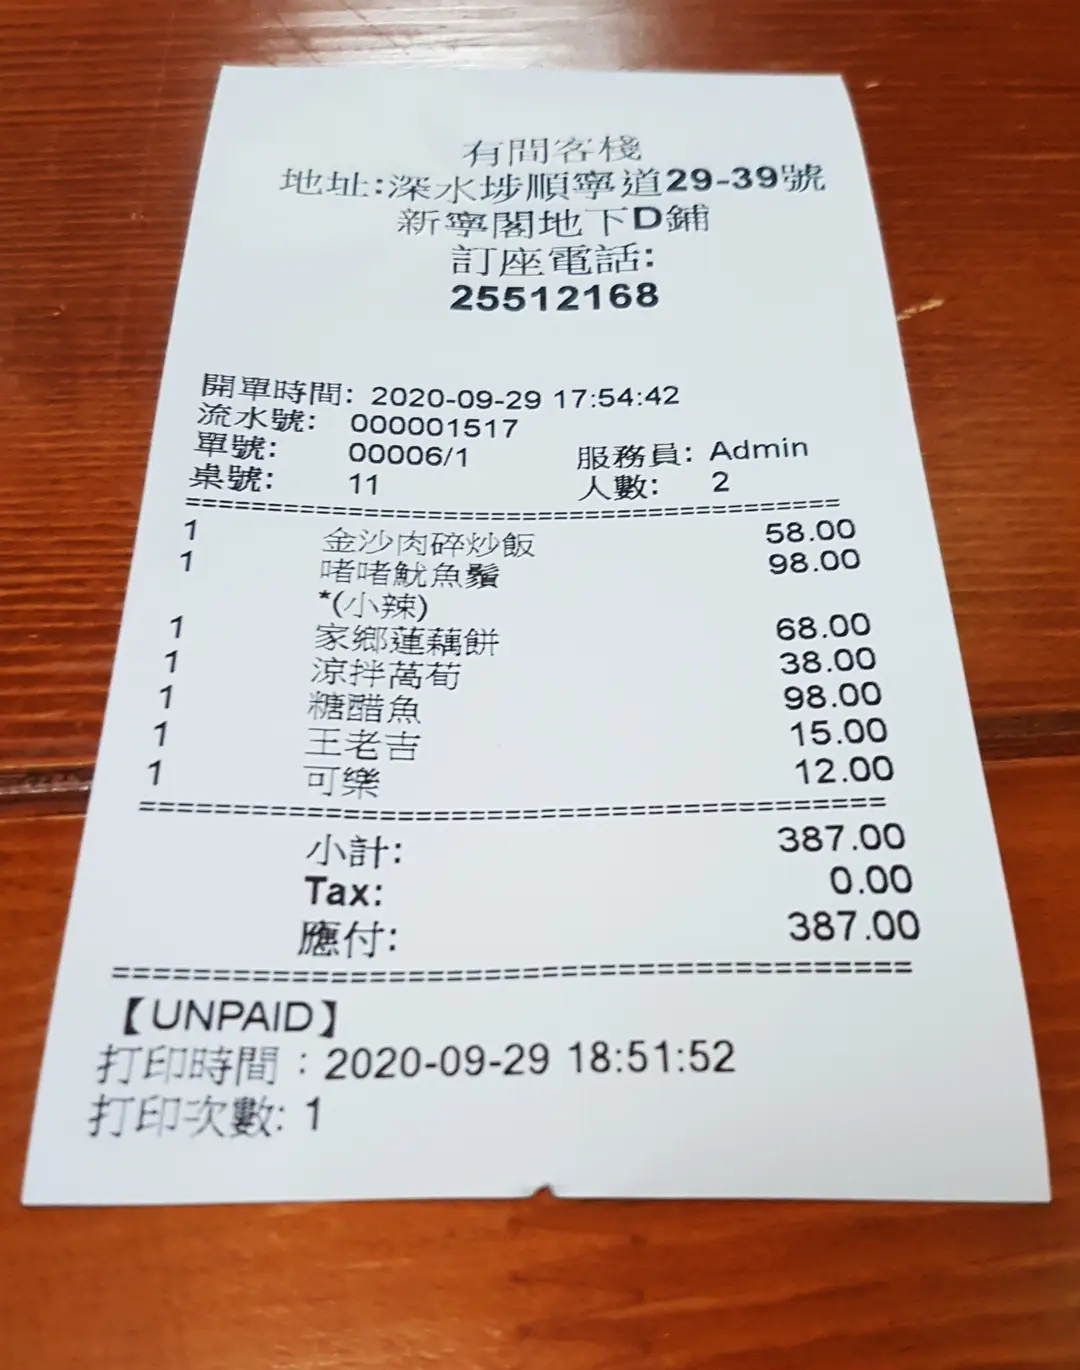 有間客棧
地址:深水埗順寧道29-39號
新寧閣地下D鋪
訂座電話:
25512168
開單時間: 2020-09-29 17:54:42
流水號: 000001517
單號: 00006/1 服務員: Admin
桌號: 11 人數: 2
========================================
1 金沙肉碎炒飯 58.00
1 啫啫魷魚鬚 98.00
*(小辣)
1 家鄉蓮藕餅 68.00
1 涼拌萵筍 38.00
1 糖醋魚 98.00
1 王老吉 15.00
1 可樂 12.00
========================================
小計: 387.00
Tax: 0.00
應付: 387.00
========================================
【UNPAID】
打印時間：2020-09-29 18:51:52
打印次數: 1